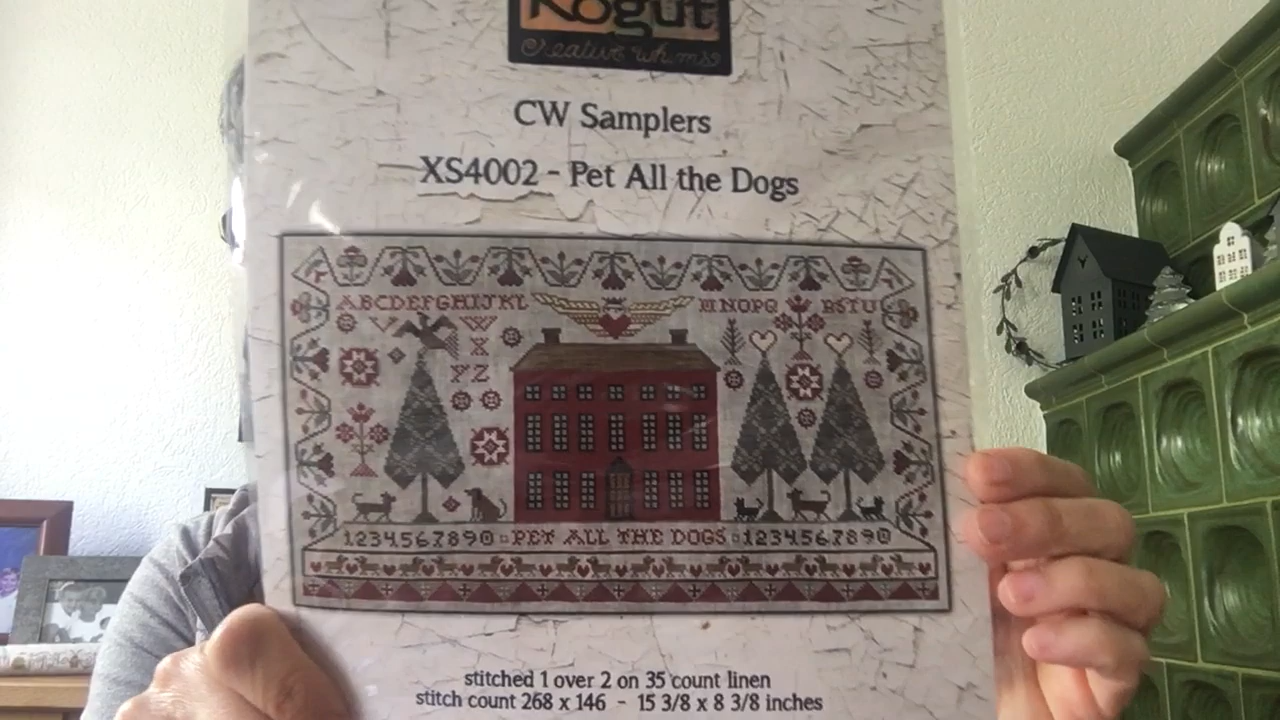 Kogut
Creative Whims
CW Samplers
XS4002 - Pet All the Dogs
ABCDEFGHIJKL MNOPQ RSTU
V W
X
YZ
1234567890 PET ALL THE DOGS 1234567890
stitched 1 over 2 on 35 count linen
stitch count 268 x 146 - 15 3/8 x 8 3/8 inches